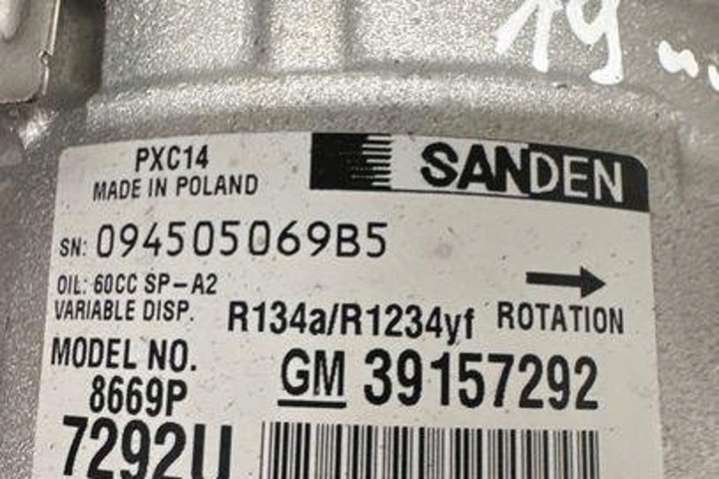 19
PXC14
MADE IN POLAND
SANDEN
SN: 094505069B5
OIL: 60CC SP-A2
VARIABLE DISP.
R134a/R1234yf
ROTATION
MODEL NO.
8669P
GM 39157292
7292U